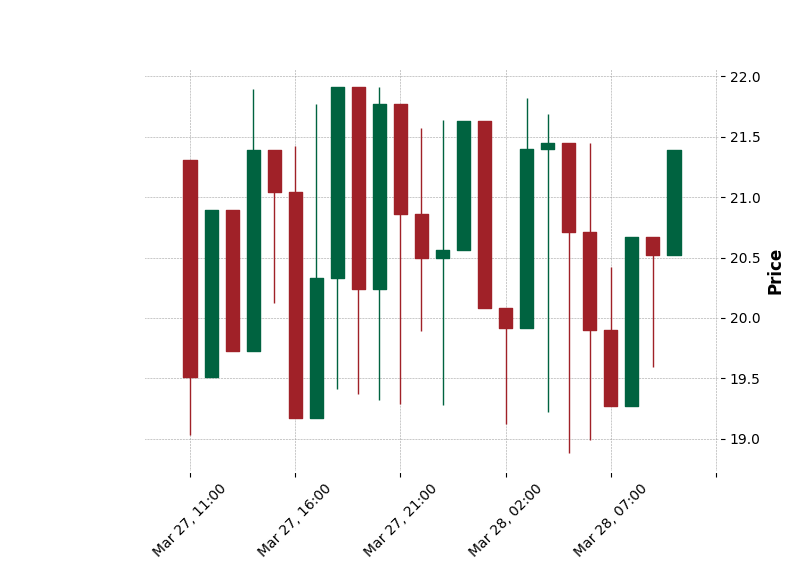 22.0
21.5
21.0
20.5
20.0
19.5
19.0
Price
Mar 27, 11:00
Mar 27, 16:00
Mar 27, 21:00
Mar 28, 02:00
Mar 28, 07:00